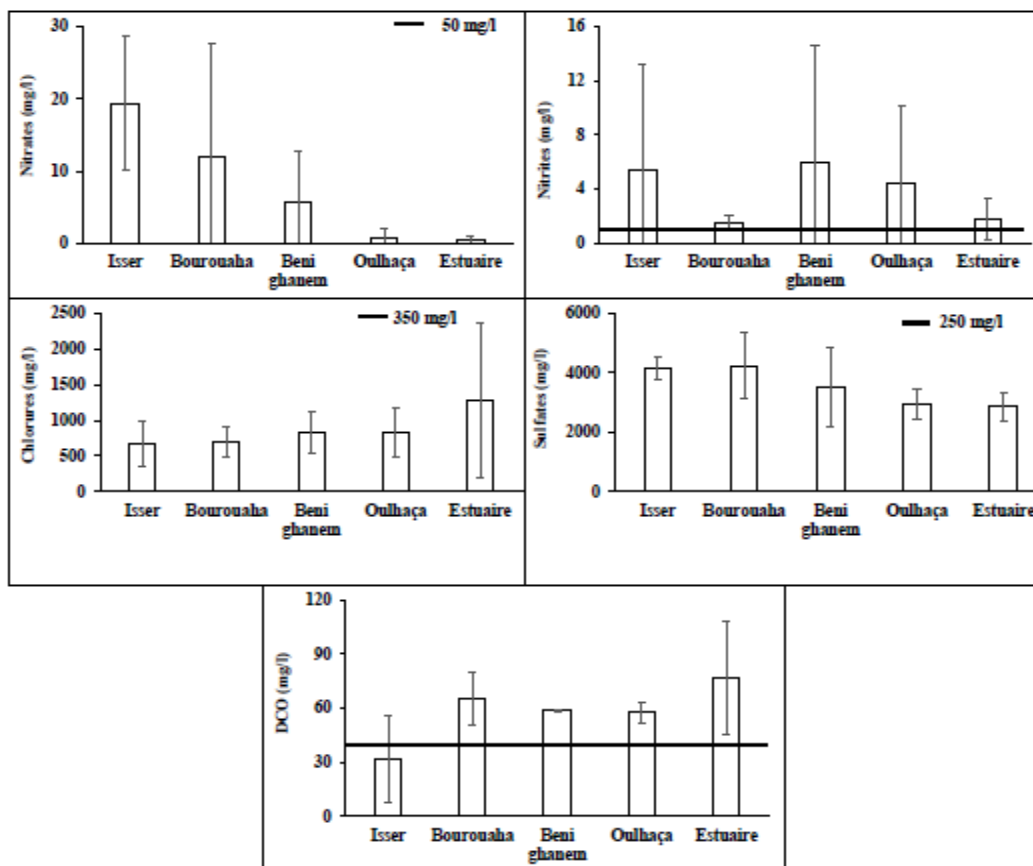 30
20
10
0
Nitrates (mg/l)
50 mg/l
Isser Bourouaha Beni ghanem Oulhaça Estuaire
16
12
8
4
0
Nitrites (mg/l)
Isser Bourouaha Beni ghanem Oulhaça Estuaire
2500
2000
1500
1000
500
0
Chlorures (mg/l)
350 mg/l
Isser Bourouaha Beni ghanem Oulhaça Estuaire
6000
4000
2000
0
Sulfates (mg/l)
250 mg/l
Isser Bourouaha Beni ghanem Oulhaça Estuaire
120
90
60
30
0
DCO (mg/l)
Isser Bourouaha Beni ghanem Oulhaça Estuaire